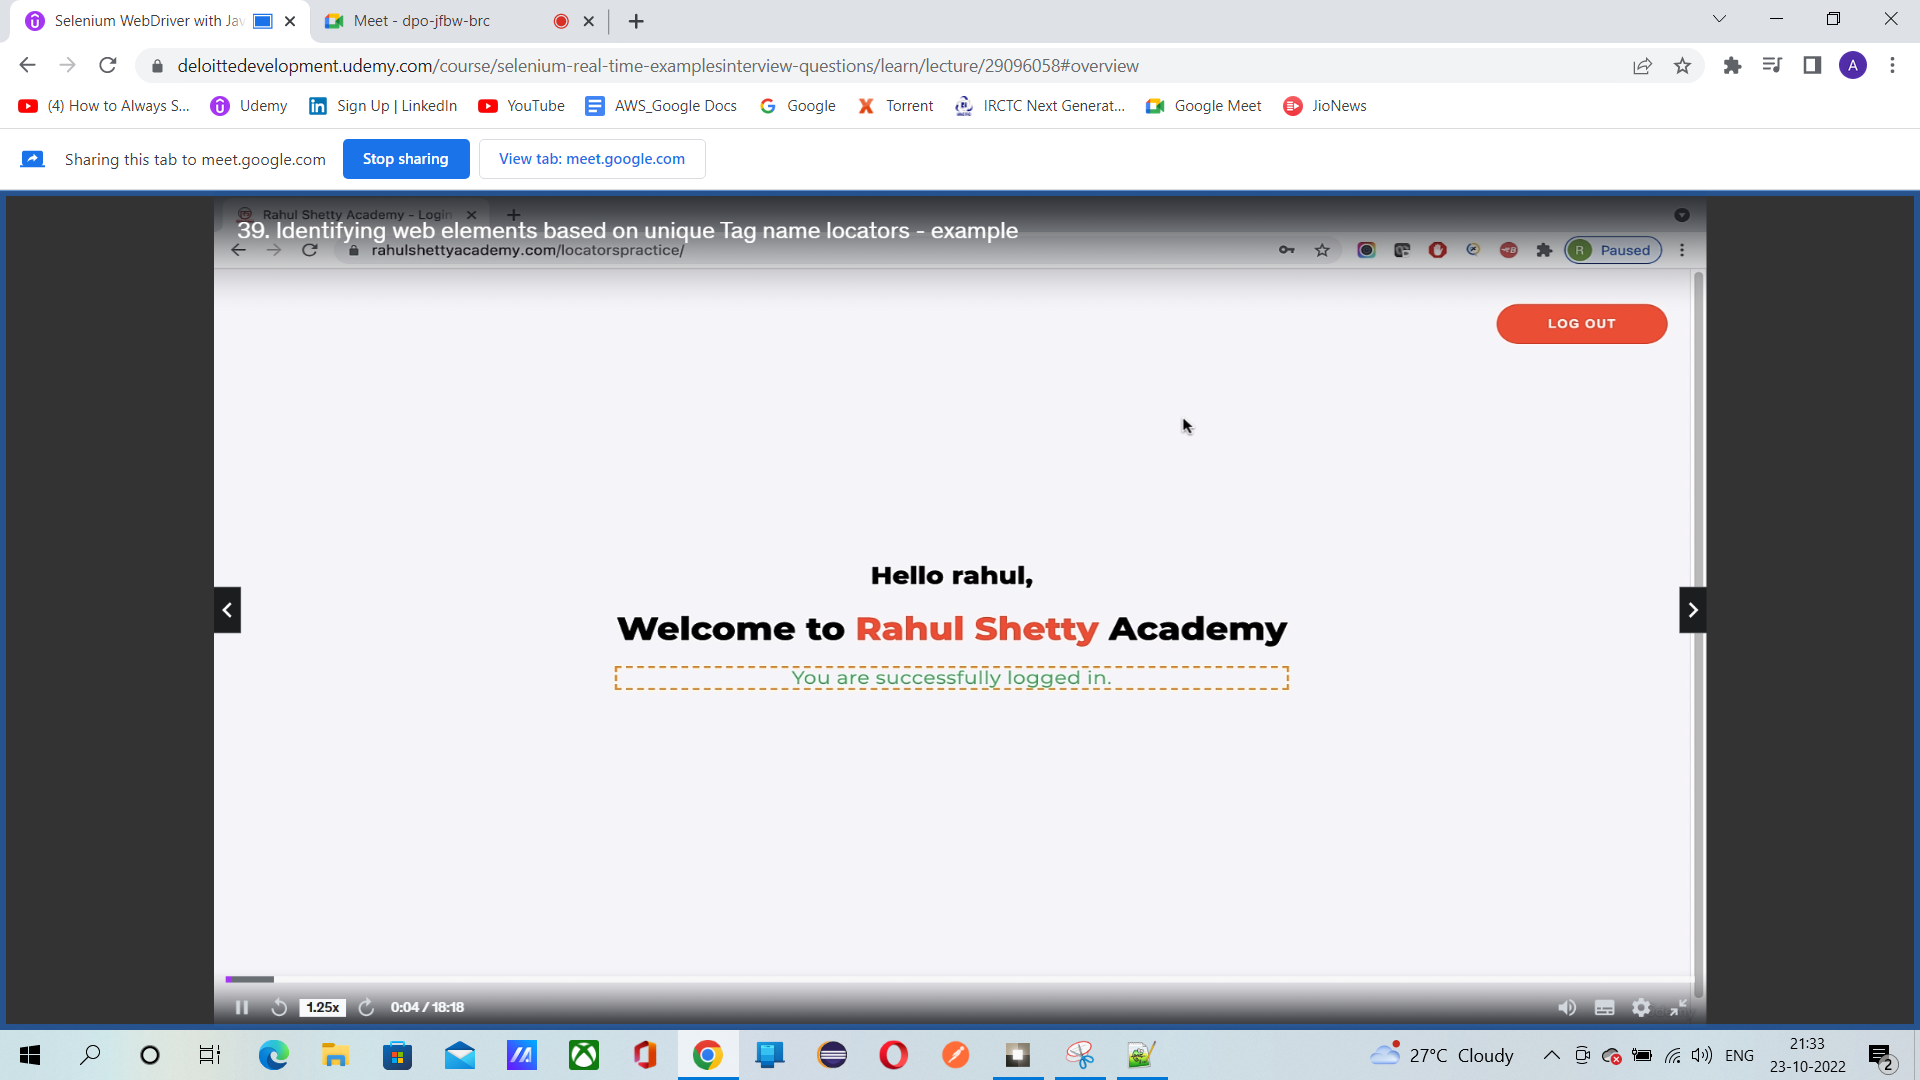 Selenium WebDriver with Jav
Meet - dpo-jfbw-brc
deloittedevelopment.udemy.com/course/selenium-real-time-examplesinterview-questions/learn/lecture/29096058#overview
A
(4) How to Always S...
Udemy
Sign Up | LinkedIn
YouTube
AWS_Google Docs
Google
Torrent
IRCTC Next Generat...
Google Meet
JioNews
Sharing this tab to meet.google.com
Stop sharing
View tab: meet.google.com
Rahul Shetty Academy - Login
39. Identifying web elements based on unique Tag name locators - example
rahulshettyacademy.com/locatorspractice/
R Paused
LOG OUT
Hello rahul,
Welcome to Rahul Shetty Academy
You are successfully logged in.
1.25x
0:04 / 18:18
27°C Cloudy
ENG
21:33
23-10-2022
2